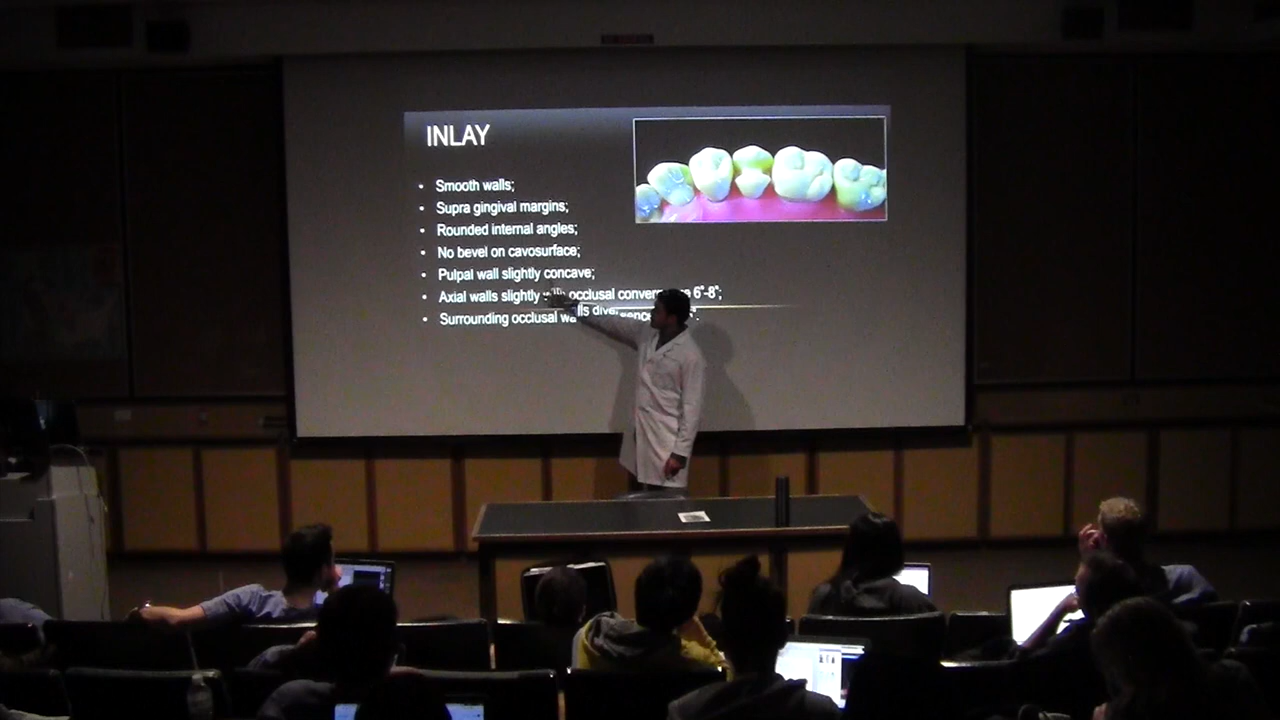 INLAY
• Smooth walls;
• Supra gingival margins;
• Rounded internal angles;
• No bevel on cavosurface;
• Pulpal wall slightly concave;
• Axial walls slightly occlusal 6°-8°;
• Surrounding occlusal